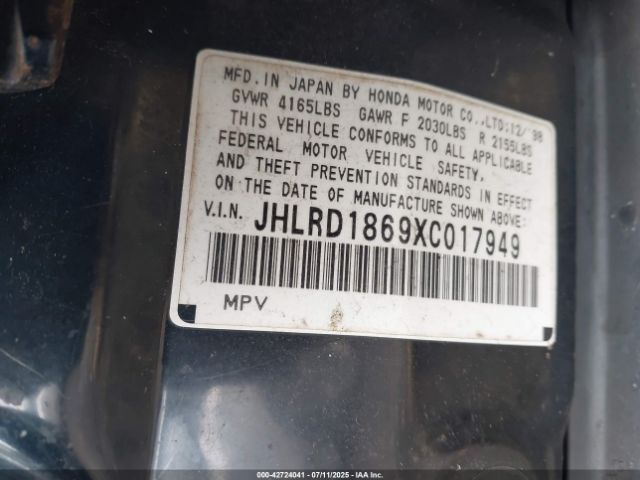 MFD. IN JAPAN BY HONDA MOTOR CO., LTD: 12/'98
GVWR 4165LBS GAWR F 2030LBS R 2155LBS
THIS VEHICLE CONFORMS TO ALL APPLICABLE
FEDERAL MOTOR VEHICLE SAFETY,
AND THEFT PREVENTION STANDARDS IN EFFECT
ON THE DATE OF MANUFACTURE SHOWN ABOVE:
V.I.N. JHLRD1869XC017949
MPV
000-42724041 - 07/11/2025 - IAA Inc.